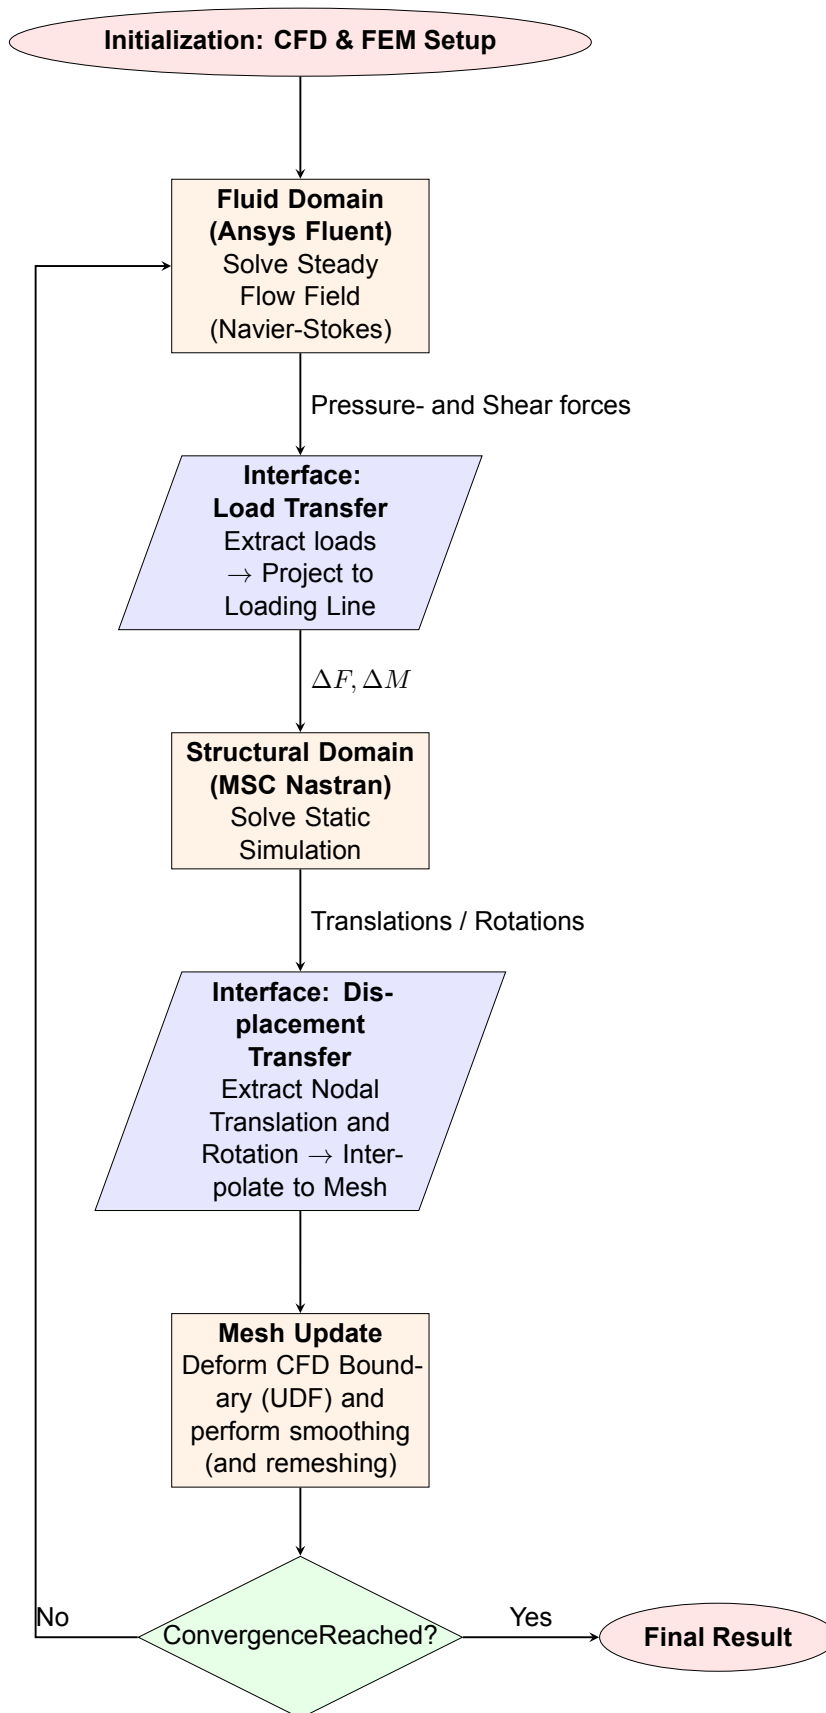 Initialization: CFD & FEM Setup
Fluid Domain
(Ansys Fluent)
Solve Steady
Flow Field
(Navier-Stokes)
Pressure- and Shear forces
Interface:
Load Transfer
Extract loads
→ Project to
Loading Line
ΔF, ΔM
Structural Domain
(MSC Nastran)
Solve Static
Simulation
Translations / Rotations
Interface: Dis-
placement
Transfer
Extract Nodal
Translation and
Rotation → Inter-
polate to Mesh
Mesh Update
Deform CFD Bound-
ary (UDF) and
perform smoothing
(and remeshing)
No
ConvergenceReached?
Yes
Final Result